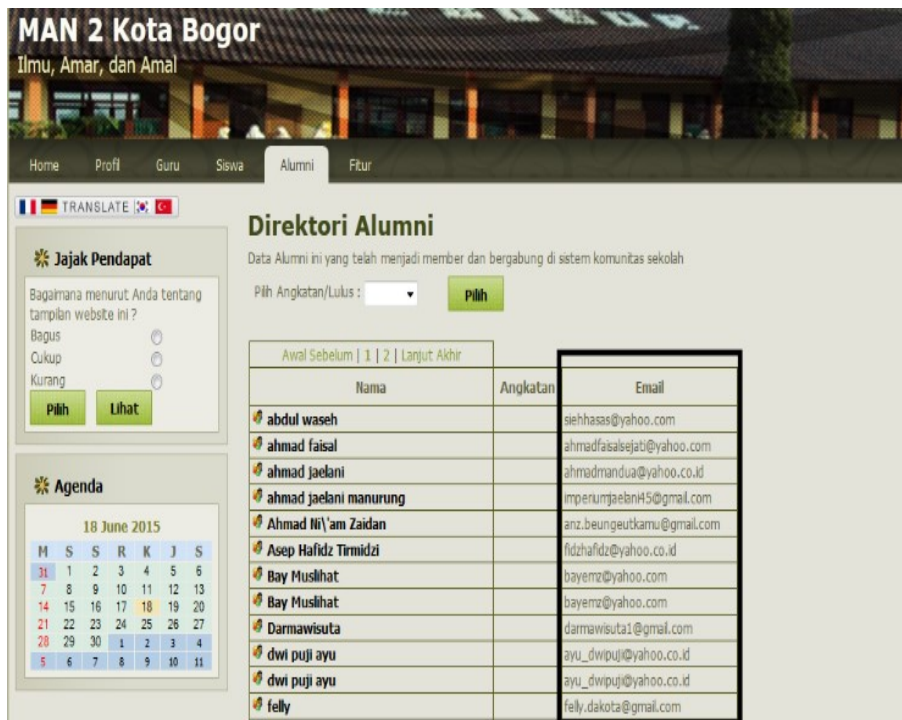 MAN 2 Kota Bogor
Ilmu, Amar, dan Amal
Home Profil Guru Siswa Alumni Fitur
TRANSLATE
Jajak Pendapat
Bagaimana menurut Anda tentang
tampilan website ini ?
Bagus
Cukup
Kurang
Pilih Lihat
Agenda
18 June 2015
M S S R K J S
31 1 2 3 4 5 6
7 8 9 10 11 12 13
14 15 16 17 18 19 20
21 22 23 24 25 26 27
28 29 30 1 2 3 4
5 6 7 8 9 10 11
Direktori Alumni
Data Alumni ini yang telah menjadi member dan bergabung di sistem komunitas sekolah
Pilih Angkatan/Lulus : Pilih
Awal Sebelum | 1 | 2 | Lanjut Akhir
Nama Angkatan Email
abdul waseh siehhasas@yahoo.com
ahmad faisal ahmadfaisalsejati@yahoo.com
ahmad jaelani ahmadmandua@yahoo.co.id
ahmad jaelani manurung imperiumjaelani45@gmail.com
Ahmad Ni\'am Zaidan anz.beungeutkamu@gmail.com
Asep Hafidz Tirmidzi fidzhafidz@yahoo.co.id
Bay Muslihat bayemz@yahoo.com
Bay Muslihat bayemz@yahoo.com
Darmawisuta darmawisuta1@gmail.com
dwi puji ayu ayu_dwipuji@yahoo.co.id
dwi puji ayu ayu_dwipuji@yahoo.co.id
felly felly.dakota@gmail.com